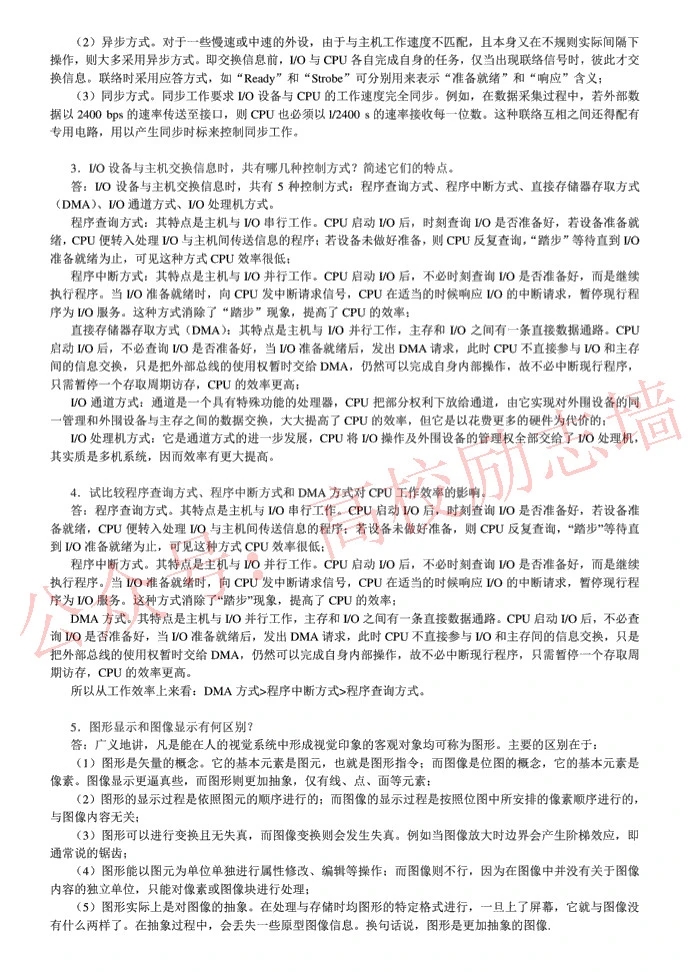 （2）异步方式。对于一些慢速或中速的外设，由于与主机工作速度不匹配，且本身又在不规则实际间隔下
操作，则大多采用异步方式。即交换信息前，I/O 与 CPU 各自完成自身的任务，仅当出现联络信号时，彼此才交
换信息。联络时采用应答方式，如“Ready”和“Strobe”可分别用来表示“准备就绪”和“响应”含义；
（3）同步方式。同步工作要求 I/O 设备与 CPU 的工作速度完全同步。例如，在数据采集过程中，若外部数
据以 2400 bps 的速率传送至接口，则 CPU 也必须以 l/2400 s 的速率接收每一位数。这种联络互相之间还得配有
专用电路，用以产生同步时标来控制同步工作。
3．I/O 设备与主机交换信息时，共有哪几种控制方式？简述它们的特点。
答：I/O 设备与主机交换信息时，共有 5 种控制方式：程序查询方式、程序中断方式、直接存储器存取方式
（DMA）、I/O 通道方式、I/O 处理机方式。
程序查询方式：其特点是主机与 I/O 串行工作。CPU 启动 I/O 后，时刻查询 I/O 是否准备好，若设备准备就
绪，CPU 便转入处理 I/O 与主机间传送信息的程序；若设备未做好准备，则 CPU 反复查询，“踏步”等待直到 I/O
准备就绪为止，可见这种方式 CPU 效率很低；
程序中断方式：其特点是主机与 I/O 并行工作。CPU 启动 I/O 后，不必时刻查询 I/O 是否准备好，而是继续
执行程序。当 I/O 准备就绪时，向 CPU 发中断请求信号，CPU 在适当的时候响应 I/O 的中断请求，暂停现行程
序为 I/O 服务。这种方式消除了“踏步”现象，提高了 CPU 的效率；
直接存储器存取方式（DMA）：其特点是主机与 I/O 并行工作，主存和 I/O 之间有一条直接数据通路。CPU
启动 I/O 后，不必查询 I/O 是否准备好，当 I/O 准备就绪后，发出 DMA 请求，此时 CPU 不直接参与 I/O 和主存
间的信息交换，只是把外部总线的使用权暂时交给 DMA，仍然可以完成自身内部操作，故不必中断现行程序，
只需暂停一个存取周期访存，CPU 的效率更高；
I/O 通道方式：通道是一个具有特殊功能的处理器，CPU 把部分权利下放给通道，由它实现对外围设备的同
一管理和外围设备与主存之间的数据交换，大大提高了 CPU 的效率，但它是以花费更多的硬件为代价的；
I/O 处理机方式：它是通道方式的进一步发展，CPU 将 I/O 操作及外围设备的管理权全部交给了 I/O 处理机，
其实质是多机系统，因而效率有更大提高。
4．试比较程序查询方式、程序中断方式和 DMA 方式对 CPU 工作效率的影响。
答：程序查询方式。其特点是主机与 I/O 串行工作。CPU 启动 I/O 后，时刻查询 I/O 是否准备好，若设备准
备就绪，CPU 便转入处理 I/O 与主机间传送信息的程序；若设备未做好准备，则 CPU 反复查询，“踏步”等待直
到 I/O 准备就绪为止，可见这种方式 CPU 效率很低；
程序中断方式。其特点是主机与 I/O 并行工作。CPU 启动 I/O 后，不必时刻查询 I/O 是否准备好，而是继续
执行程序。当 I/O 准备就绪时，向 CPU 发中断请求信号，CPU 在适当的时候响应 I/O 的中断请求，暂停现行程
序为 I/O 服务。这种方式消除了“踏步”现象，提高了 CPU 的效率；
DMA 方式。其特点是主机与 I/O 并行工作，主存和 I/O 之间有一条直接数据通路。CPU 启动 I/O 后，不必查
询 I/O 是否准备好，当 I/O 准备就绪后，发出 DMA 请求，此时 CPU 不直接参与 I/O 和主存间的信息交换，只是
把外部总线的使用权暂时交给 DMA，仍然可以完成自身内部操作，故不必中断现行程序，只需暂停一个存取周
期访存，CPU 的效率更高。
所以从工作效率上来看：DMA 方式>程序中断方式>程序查询方式。
5．图形显示和图像显示有何区别？
答：广义地讲，凡是能在人的视觉系统中形成视觉印象的客观对象均可称为图形。主要的区别在于：
（1）图形是矢量的概念。它的基本元素是图元，也就是图形指令；而图像是位图的概念，它的基本元素是
像素。图像显示更逼真些，而图形则更加抽象，仅有线、点、面等元素；
（2）图形的显示过程是依照图元的顺序进行的；而图像的显示过程是按照位图中所安排的像素顺序进行的，
与图像内容无关；
（3）图形可以进行变换且无失真，而图像变换则会发生失真。例如当图像放大时边界会产生阶梯效应，即
通常说的锯齿；
（4）图形能以图元为单位单独进行属性修改、编辑等操作；而图像则不行，因为在图像中并没有关于图像
内容的独立单位，只能对像素或图像块进行处理；
（5）图形实际上是对图像的抽象。在处理与存储时均图形的特定格式进行，一旦上了屏幕，它就与图像没
有什么两样了。在抽象过程中，会丢失一些原型图像信息。换句话说，图形是更加抽象的图像.
公众号：高校励志墙